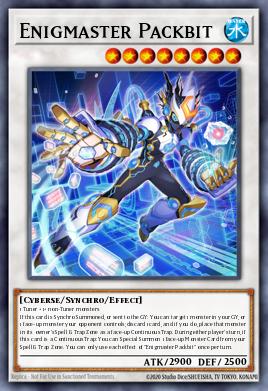 ENIGMASTER PACKBIT
WATER
水
[CYBERSE/SYNCHRO/EFFECT]
1 Tuner + 1+ non-Tuner monsters
If this card is Synchro Summoned, or sent to the GY: You can target 1 monster in your GY, or
1 face-up monster your opponent controls; discard 1 card, and if you do, place that monster
in its owner's Spell & Trap Zone as a face-up Continuous Trap. During either player's turn, if
this card is a Continuous Trap: You can Special Summon 1 face-up Monster Card from your
Spell & Trap Zone. You can only use each effect of "Enigmaster Packbit" once per turn.
ATK/2900 DEF/2500
Replica - Not For Use in Sanctioned Tournaments
©2020 Studio Dice/SHUEISHA, TV TOKYO, KONAMI